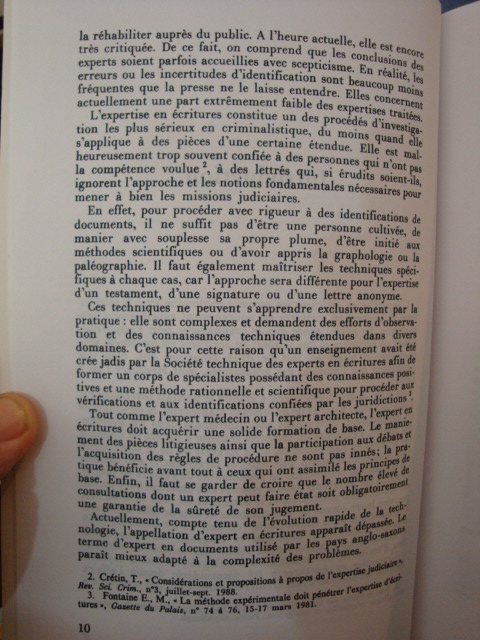 la réhabiliter auprès du public. A l'heure actuelle, elle est encore
très critiquée. De ce fait, on comprend que les conclusions des
experts soient parfois accueillies avec scepticisme. En réalité, les
erreurs ou les incertitudes d'identification sont beaucoup moins
fréquentes que la presse ne le laisse entendre. Elles concernent
actuellement une part extrêmement faible des expertises traitées.
L'expertise en écritures constitue un des procédés d'investiga-
tion les plus sérieux en criminalistique, du moins quand elle
s'applique à des pièces d'une certaine étendue. Elle est mal-
heureusement trop souvent confiée à des personnes qui n'ont pas
la compétence voulue², à des lettrés qui, si érudits soient-ils,
ignorent l'approche et les notions fondamentales nécessaires pour
mener à bien les missions judiciaires.
En effet, pour procéder avec rigueur à des identifications de
documents, il ne suffit pas d'être une personne cultivée, de
manier avec souplesse sa propre plume, d'être initié aux
méthodes scientifiques ou d'avoir appris la graphologie ou la
paléographie. Il faut également maîtriser les techniques spéci-
fiques à chaque cas, car l'approche sera différente pour l'expertise
d'un testament, d'une signature ou d'une lettre anonyme.
Ces techniques ne peuvent s'apprendre exclusivement par la
pratique : elle sont complexes et demandent des efforts d'observa-
tion et des connaissances techniques étendues dans divers
domaines. C'est pour cette raison qu'un enseignement avait été
crée jadis par la Société technique des experts en écritures afin de
former un corps de spécialistes possédant des connaissances posi-
tives et une méthode rationnelle et scientifique pour procéder aux
vérifications et aux identifications confiées par les juridictions³.
Tout comme l'expert médecin ou l'expert architecte, l'expert en
écritures doit acquérir une solide formation de base. Le manie-
ment des pièces litigieuses ainsi que la participation aux débats et
l'acquisition des règles de procédure ne sont pas innés; la pra-
tique bénéficie avant tout à ceux qui ont assimilé les principes de
base. Enfin, il faut se garder de croire que le nombre élevé de
consultations dont un expert peut faire état soit obligatoirement
une garantie de la sûreté de son jugement.
Actuellement, compte tenu de l'évolution rapide de la tech-
nologie, l'appellation d'expert en écritures apparaît dépassée. Le
terme d'expert en documents utilisé par les pays anglo-saxons
paraît mieux adapté à la complexité des problèmes.
2. Crétin, T., « Considérations et propositions à propos de l'expertise judiciaire »,
Rev. Sci. Crim., n°3, juillet-sept. 1988.
3. Fontaine E., M., « La méthode expérimentale doit pénétrer l'expertise d'écri-
tures », Gazette du Palais, n° 74 à 76, 15-17 mars 1981.
10